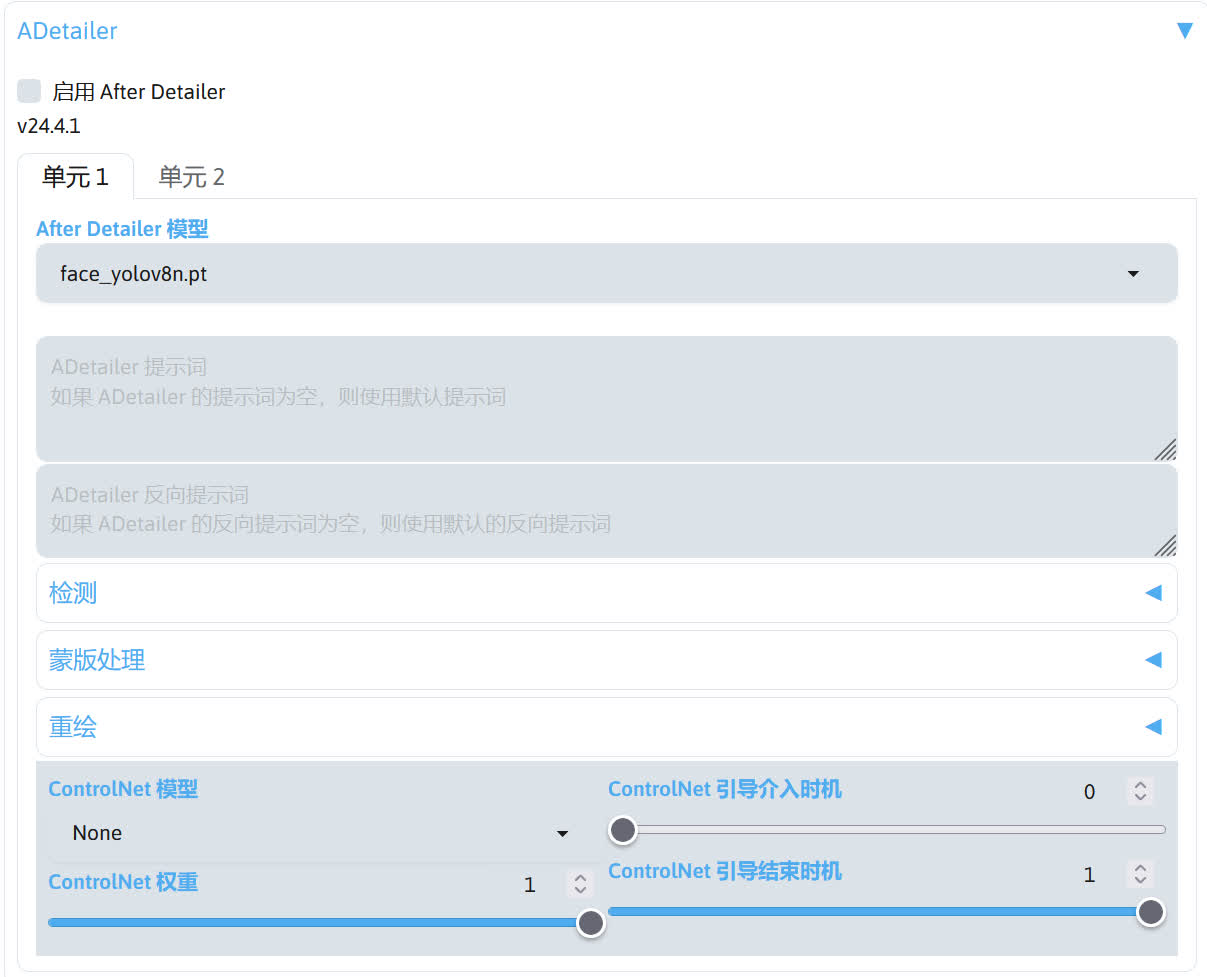 ADetailer
启用 After Detailer
v24.4.1
单元 1
单元 2
After Detailer 模型
face_yolov8n.pt
ADetailer 提示词
如果 ADetailer 的提示词为空，则使用默认提示词
ADetailer 反向提示词
如果 ADetailer 的反向提示词为空，则使用默认的反向提示词
检测
蒙版处理
重绘
ControlNet 模型
None
ControlNet 权重
1
ControlNet 引导介入时机
0
ControlNet 引导结束时机
1